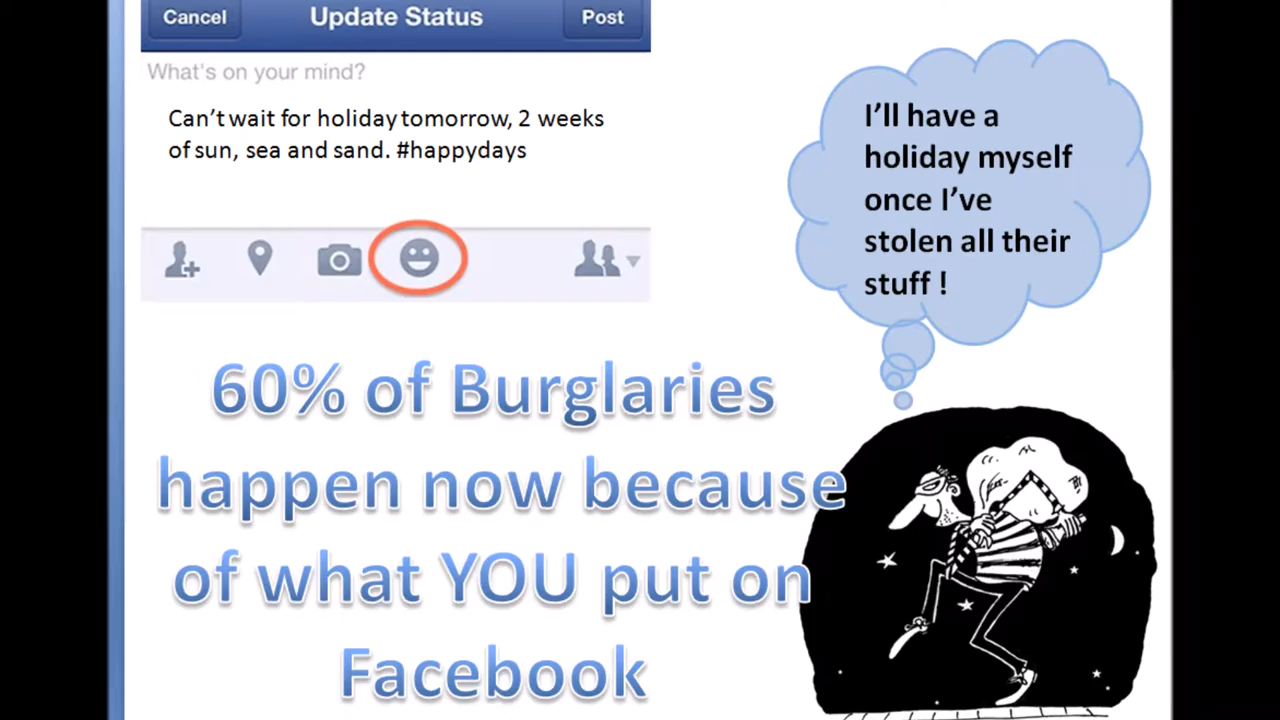 Cancel
Update Status
Post
What's on your mind?
Can't wait for holiday tomorrow, 2 weeks
of sun, sea and sand. #happydays
I'll have a
holiday myself
once I've
stolen all their
stuff !
60% of Burglaries
happen now because
of what YOU put on
Facebook